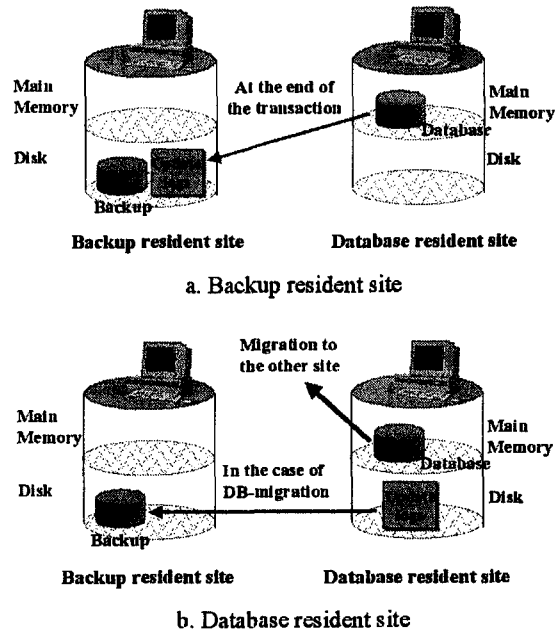 Main
Memory
At the end of
the transaction
Main
Memory
Database
Disk
Disk
Backup
Backup resident site
Database resident site
a. Backup resident site
Migration to
the other site
Main
Memory
Main
Memory
Database
In the case of
DB-migration
Disk
Disk
Backup
Backup resident site
Database resident site
b. Database resident site